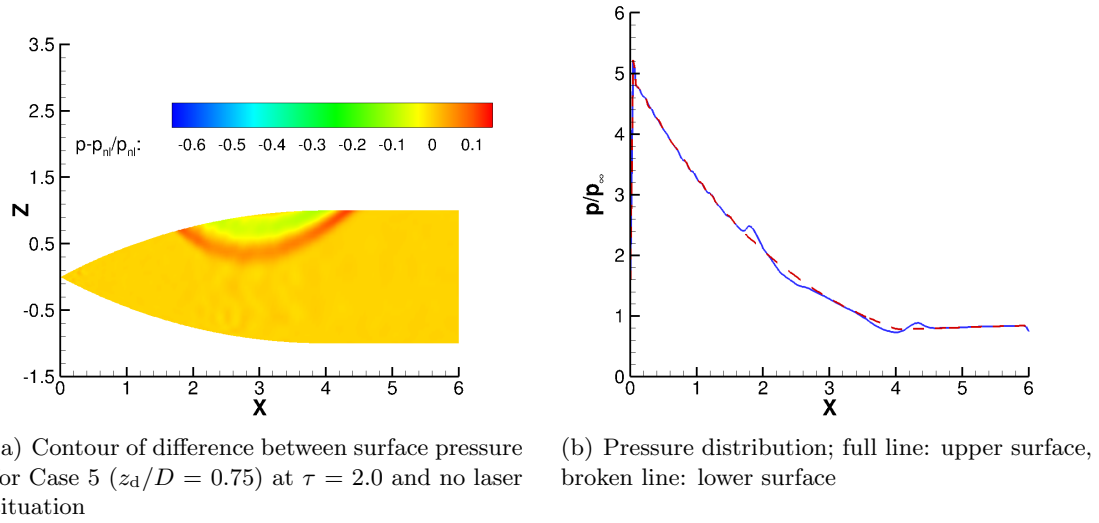 3.5
2.5
1.5
0.5
-0.5
-1.5
Z
p-p_nl/p_nl:
-0.6 -0.5 -0.4 -0.3 -0.2 -0.1 0 0.1
0 1 2 3 4 5 6
X
6
5
4
3
2
1
0
p/p_∞
0 1 2 3 4 5 6
X
a) Contour of difference between surface pressure
or Case 5 (z_d/D = 0.75) at τ = 2.0 and no laser
ituation
(b) Pressure distribution; full line: upper surface,
broken line: lower surface